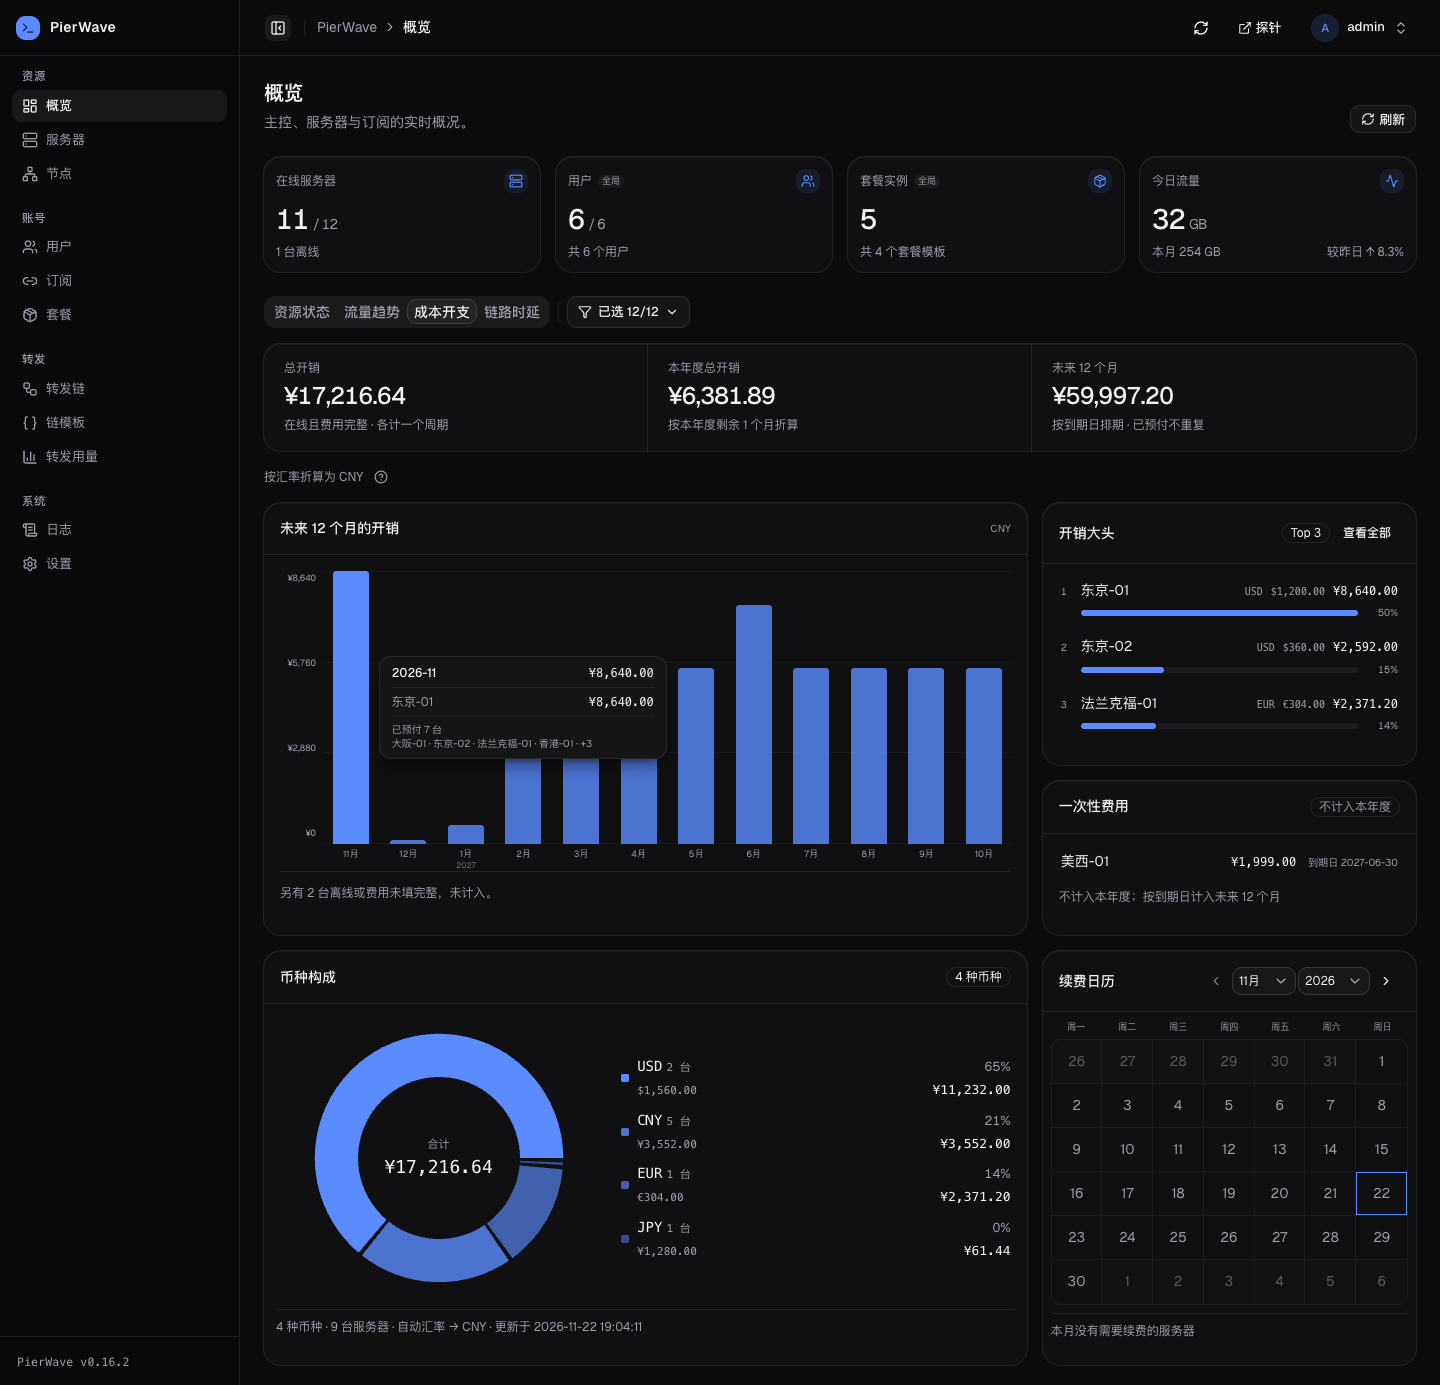 PierWave
资源
概览
服务器
节点
账号
用户
订阅
套餐
转发
转发链
链模板
转发用量
系统
日志
设置
PierWave v0.16.2
PierWave > 概览
探针
A admin
概览
主控、服务器与订阅的实时概况。
刷新
在线服务器
11 / 12
1 台离线
用户 全局
6 / 6
共 6 个用户
套餐实例 全局
5
共 4 个套餐模板
今日流量
32 GB
本月 254 GB 较昨日 ↑ 8.3%
资源状态 流量趋势 成本开支 链路时延 已选 12/12
总开销
¥17,216.64
在线且费用完整 · 各计一个周期
本年度总开销
¥6,381.89
按本年度剩余 1 个月折算
未来 12 个月
¥59,997.20
按到期日排期 · 已预付不重复
按汇率折算为 CNY
未来 12 个月的开销 CNY
¥8,640
¥5,760
¥2,880
¥0
2026-11 ¥8,640.00
东京-01 ¥8,640.00
已预付 7 台
大阪-01 · 东京-02 · 法兰克福-01 · 香港-01 · +3
11月 12月 1月 2月 3月 4月 5月 6月 7月 8月 9月 10月
2027
另有 2 台离线或费用未填完整，未计入。
开销大头 Top 3 查看全部
1 东京-01 USD $1,200.00 ¥8,640.00
50%
2 东京-02 USD $360.00 ¥2,592.00
15%
3 法兰克福-01 EUR €304.00 ¥2,371.20
14%
一次性费用 不计入本年度
美西-01 ¥1,999.00 到期日 2027-06-30
不计入本年度；按到期日计入未来 12 个月
币种构成 4 种币种
合计
¥17,216.64
USD 2 台 65%
$1,560.00 ¥11,232.00
CNY 5 台 21%
¥3,552.00 ¥3,552.00
EUR 1 台 14%
€304.00 ¥2,371.20
JPY 1 台 0%
¥1,280.00 ¥61.44
4 种币种 · 9 台服务器 · 自动汇率 → CNY · 更新于 2026-11-22 19:04:11
续费日历 11月 2026
周一 周二 周三 周四 周五 周六 周日
26 27 28 29 30 31 1
2 3 4 5 6 7 8
9 10 11 12 13 14 15
16 17 18 19 20 21 22
23 24 25 26 27 28 29
30 1 2 3 4 5 6
本月没有需要续费的服务器